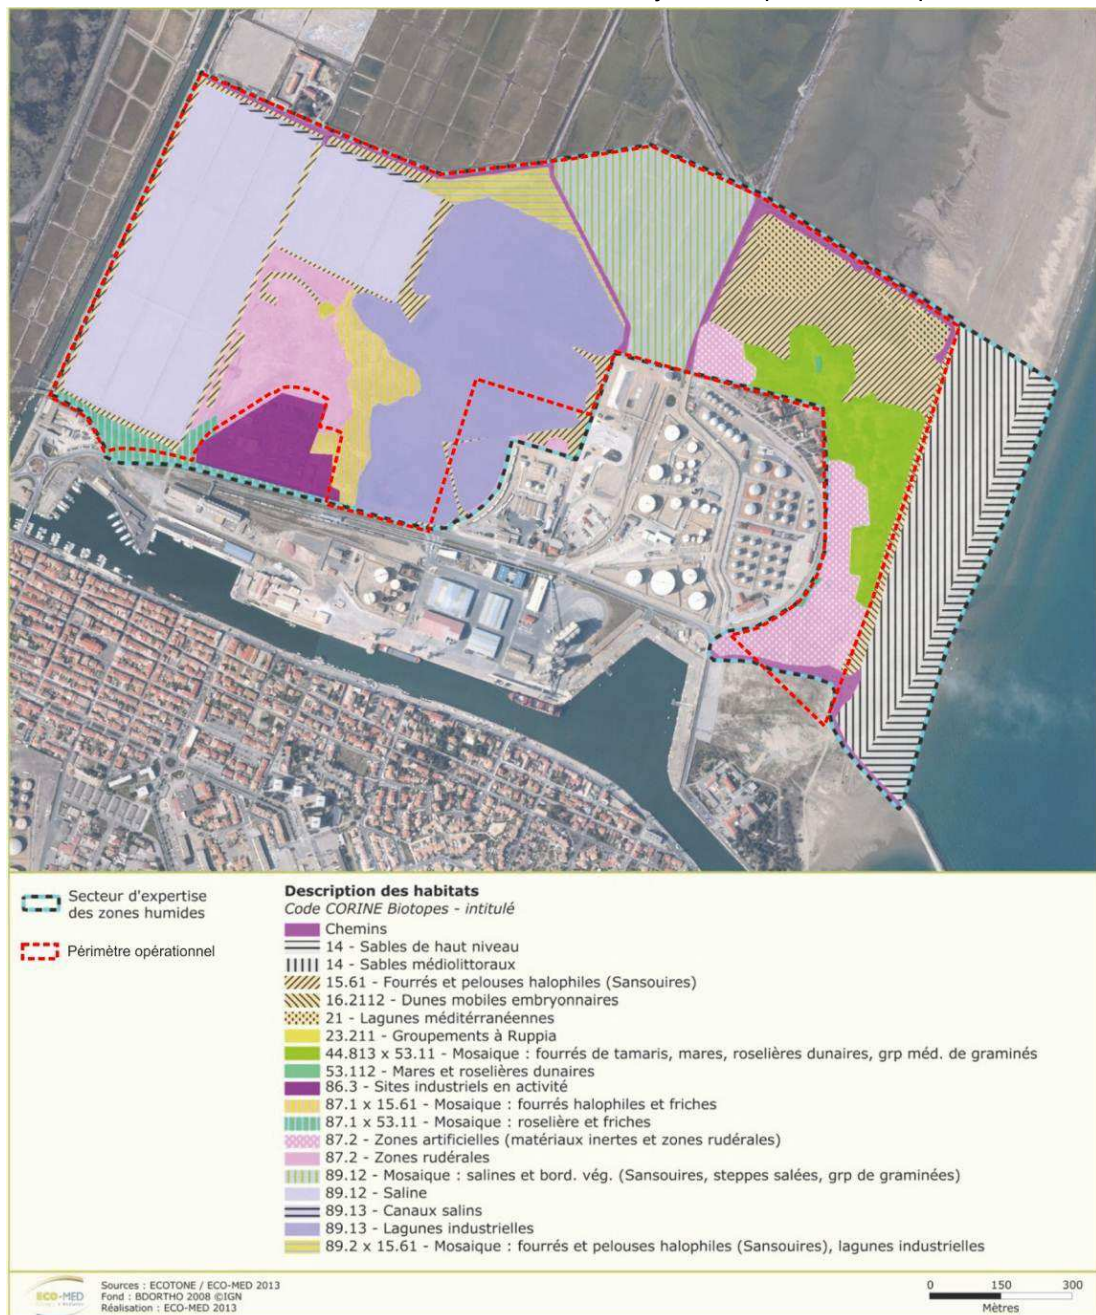 Secteur d'expertise
des zones humides
Périmètre opérationnel
Description des habitats
Code CORINE Biotopes - intitulé
Chemins
14 - Sables de haut niveau
14 - Sables médiolittoraux
15.61 - Fourrés et pelouses halophiles (Sansouires)
16.2112 - Dunes mobiles embryonnaires
21 - Lagunes méditérranéennes
23.211 - Groupements à Ruppia
44.813 x 53.11 - Mosaique : fourrés de tamaris, mares, roselières dunaires, grp méd. de graminés
53.112 - Mares et roselières dunaires
86.3 - Sites industriels en activité
87.1 x 15.61 - Mosaique : fourrés halophiles et friches
87.1 x 53.11 - Mosaique : roselière et friches
87.2 - Zones artificielles (matériaux inertes et zones rudérales)
87.2 - Zones rudérales
89.12 - Mosaique : salines et bord. vég. (Sansouires, steppes salées, grp de graminées)
89.12 - Saline
89.13 - Canaux salins
89.13 - Lagunes industrielles
89.2 x 15.61 - Mosaique : fourrés et pelouses halophiles (Sansouires), lagunes industrielles
ECO-MED
Sources : ECOTONE / ECO-MED 2013
Fond : BDORTHO 2008 ©IGN
Réalisation : ECO-MED 2013
0 150 300
Mètres